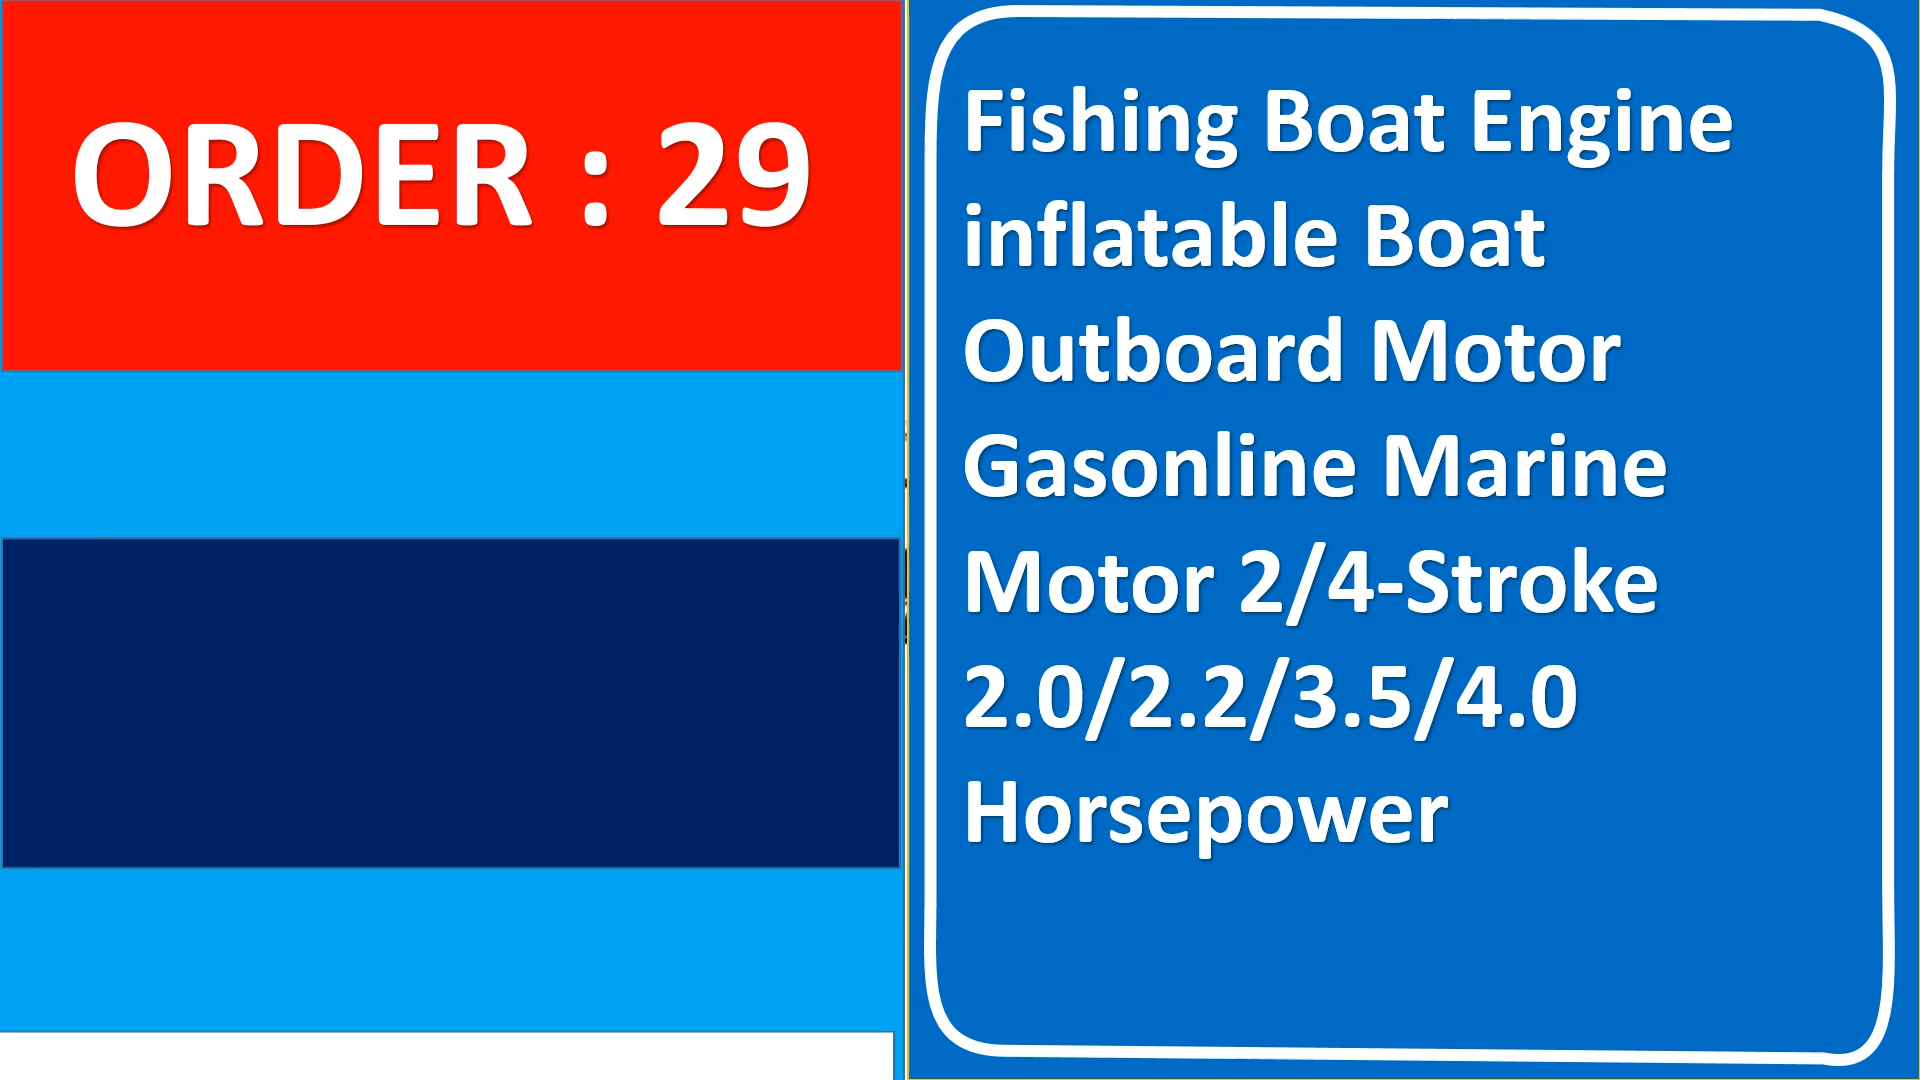 ORDER : 29
Fishing Boat Engine
inflatable Boat
Outboard Motor
Gasonline Marine
Motor 2/4-Stroke
2.0/2.2/3.5/4.0
Horsepower